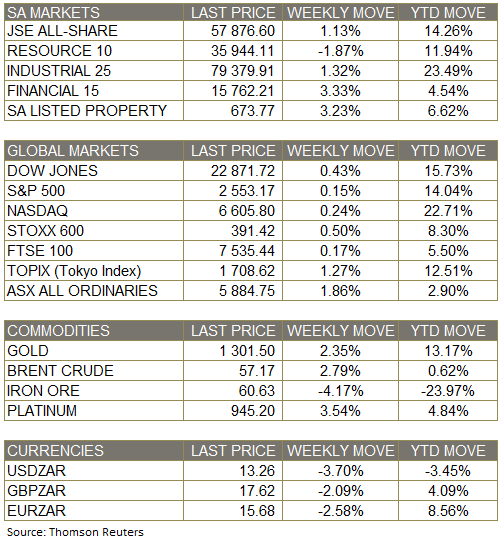 SA MARKETS LAST PRICE WEEKLY MOVE YTD MOVE
JSE ALL-SHARE 57 876.60 1.13% 14.26%
RESOURCE 10 35 944.11 -1.87% 11.94%
INDUSTRIAL 25 79 379.91 1.32% 23.49%
FINANCIAL 15 15 762.21 3.33% 4.54%
SA LISTED PROPERTY 673.77 3.23% 6.62%
GLOBAL MARKETS LAST PRICE WEEKLY MOVE YTD MOVE
DOW JONES 22 871.72 0.43% 15.73%
S&P 500 2 553.17 0.15% 14.04%
NASDAQ 6 605.80 0.24% 22.71%
STOXX 600 391.42 0.50% 8.30%
FTSE 100 7 535.44 0.17% 5.50%
TOPIX (Tokyo Index) 1 708.62 1.27% 12.51%
ASX ALL ORDINARIES 5 884.75 1.86% 2.90%
COMMODITIES LAST PRICE WEEKLY MOVE YTD MOVE
GOLD 1 301.50 2.35% 13.17%
BRENT CRUDE 57.17 2.79% 0.62%
IRON ORE 60.63 -4.17% -23.97%
PLATINUM 945.20 3.54% 4.84%
CURRENCIES LAST PRICE WEEKLY MOVE YTD MOVE
USDZAR 13.26 -3.70% -3.45%
GBPZAR 17.62 -2.09% 4.09%
EURZAR 15.68 -2.58% 8.56%
Source: Thomson Reuters